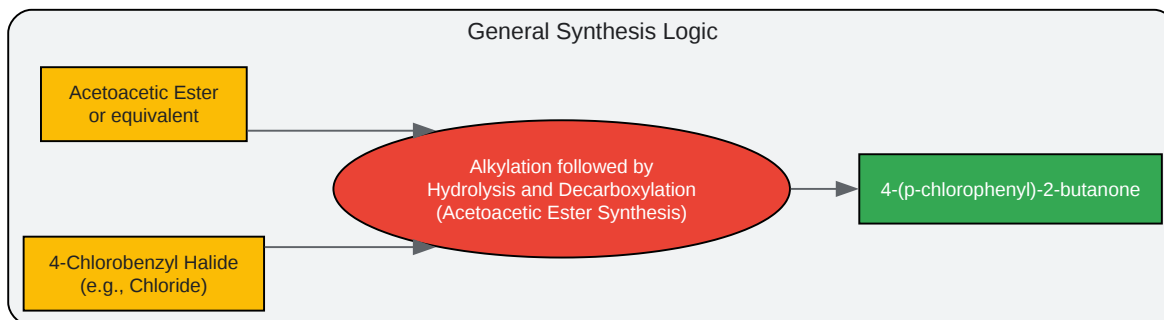 General Synthesis Logic
Acetoacetic Ester
or equivalent
4-Chlorobenzyl Halide
(e.g., Chloride)
Alkylation followed by
Hydrolysis and Decarboxylation
(Acetoacetic Ester Synthesis)
4-(p-chlorophenyl)-2-butanone